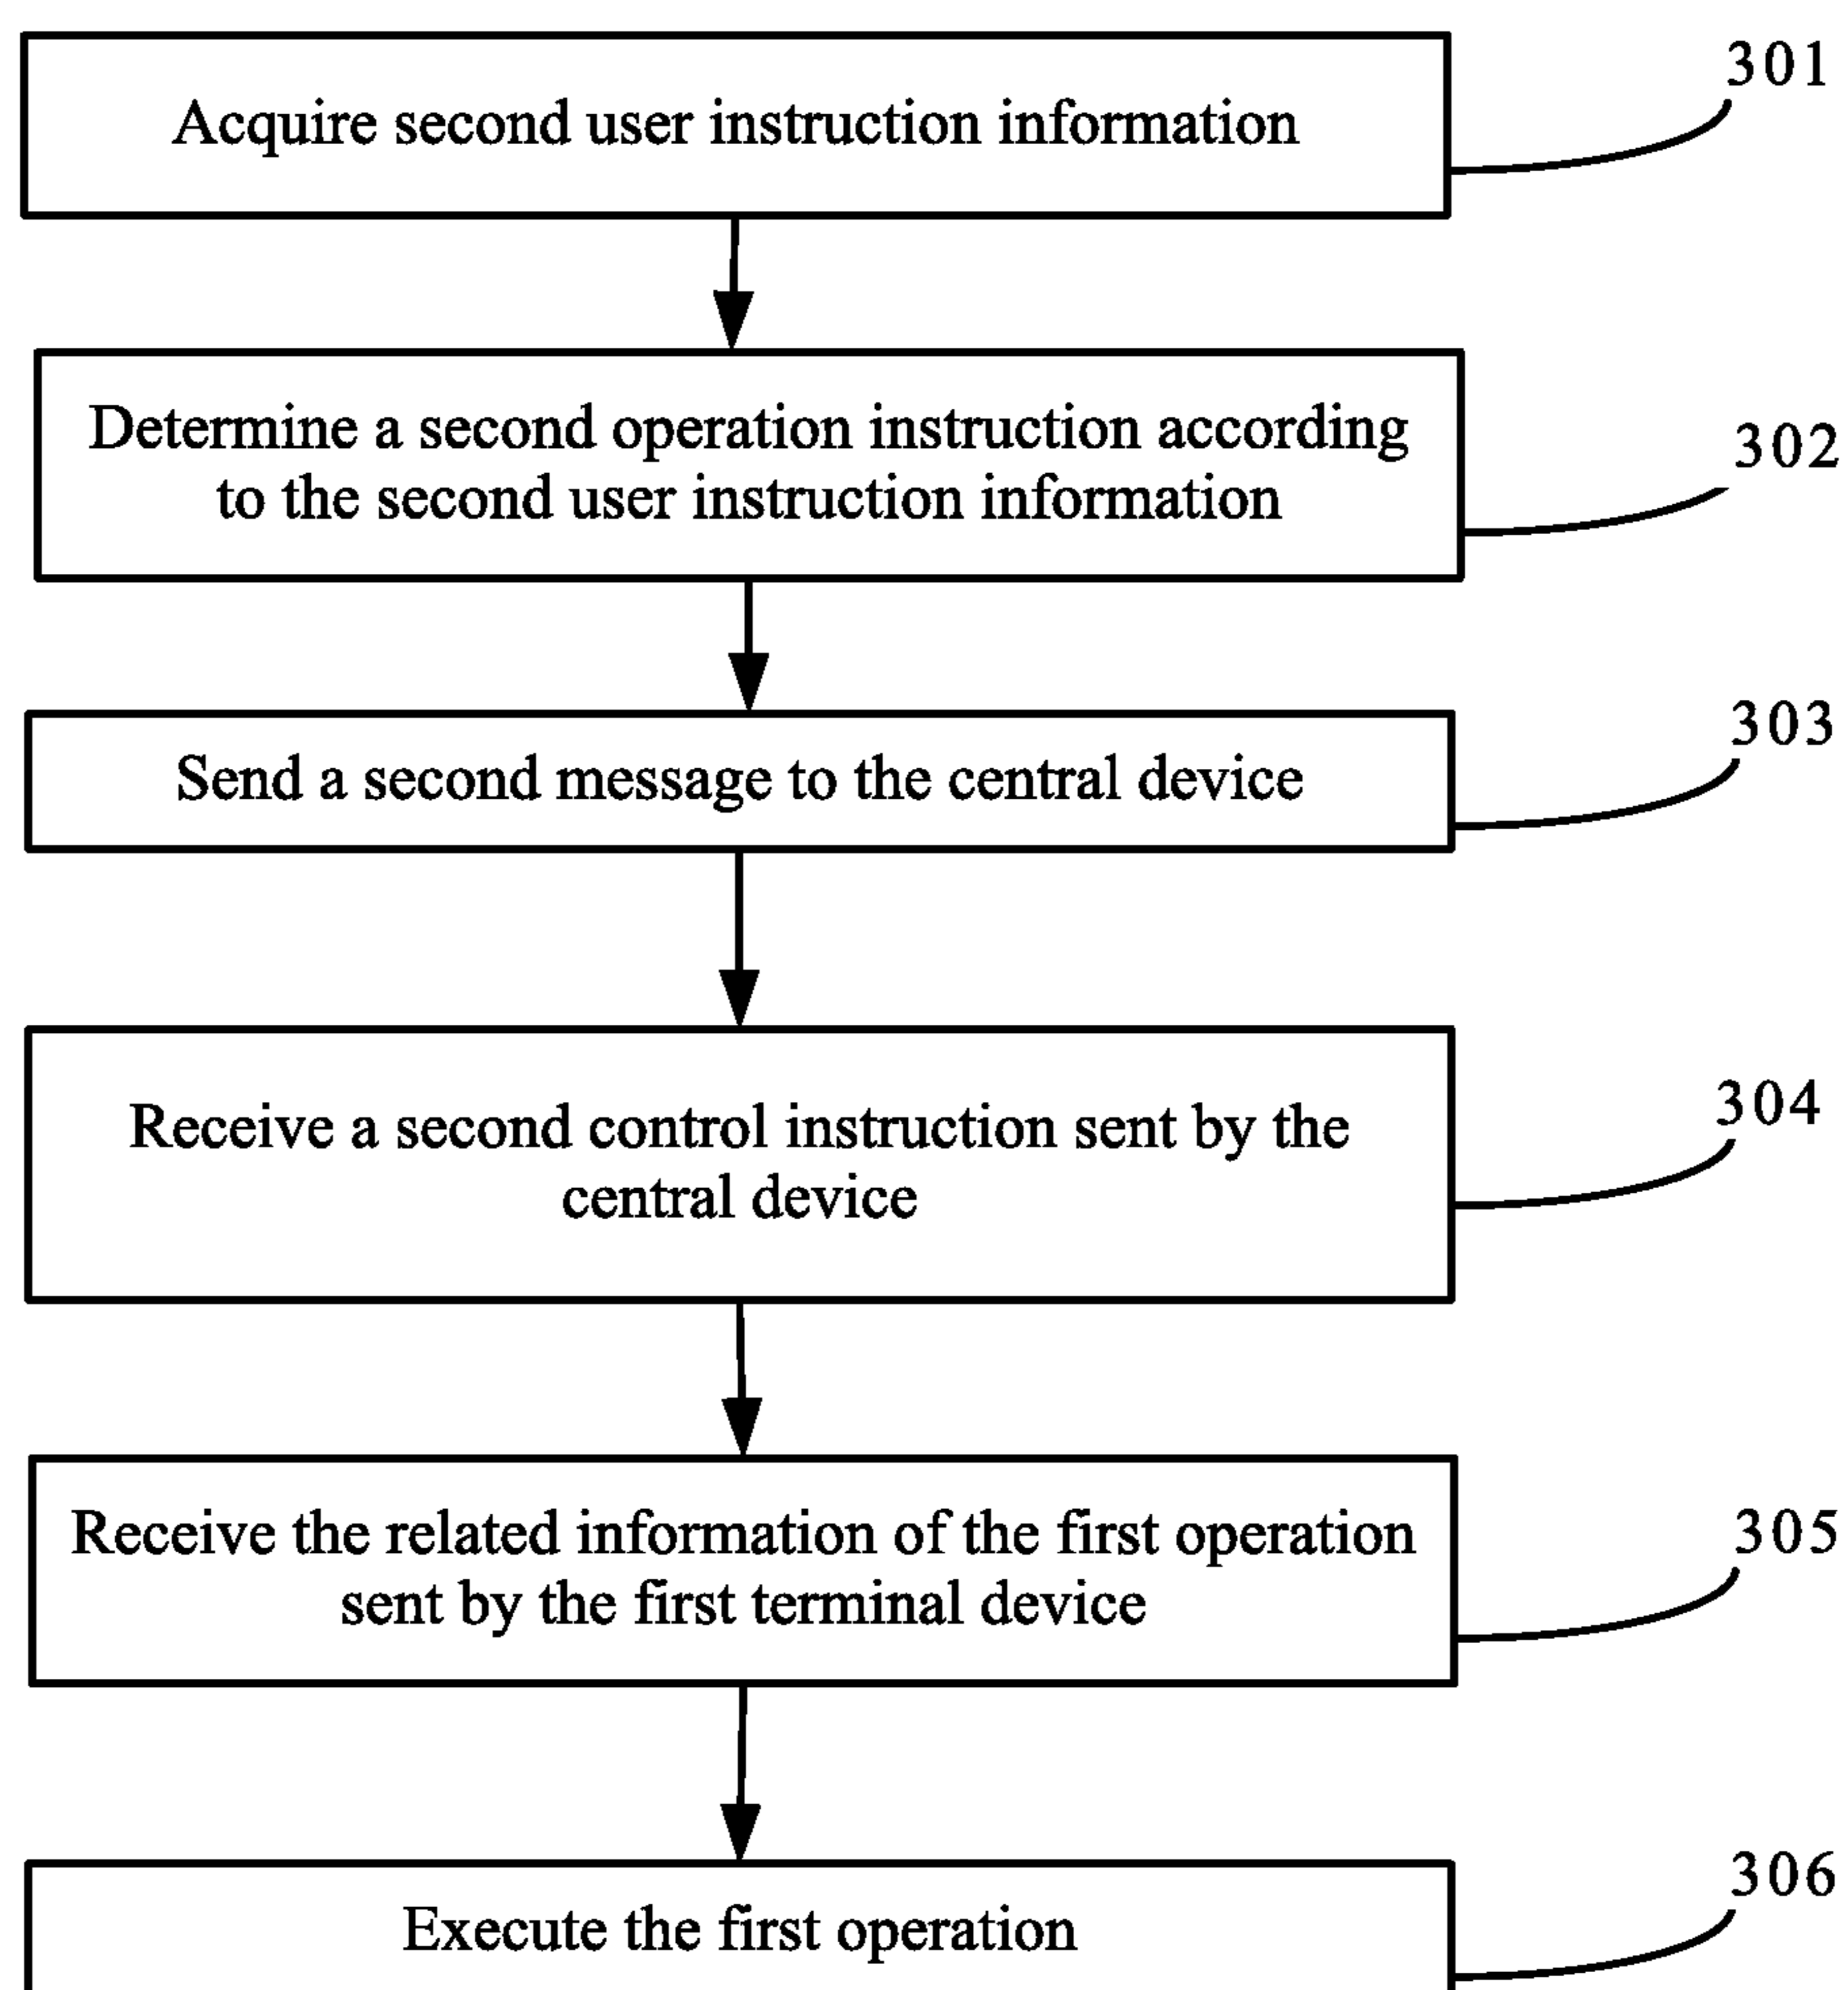 301
Acquire second user instruction information
302
Determine a second operation instruction according
to the second user instruction information
303
Send a second message to the central device
304
Receive a second control instruction sent by the
central device
305
Receive the related information of the first operation
sent by the first terminal device
306
Execute the first operation